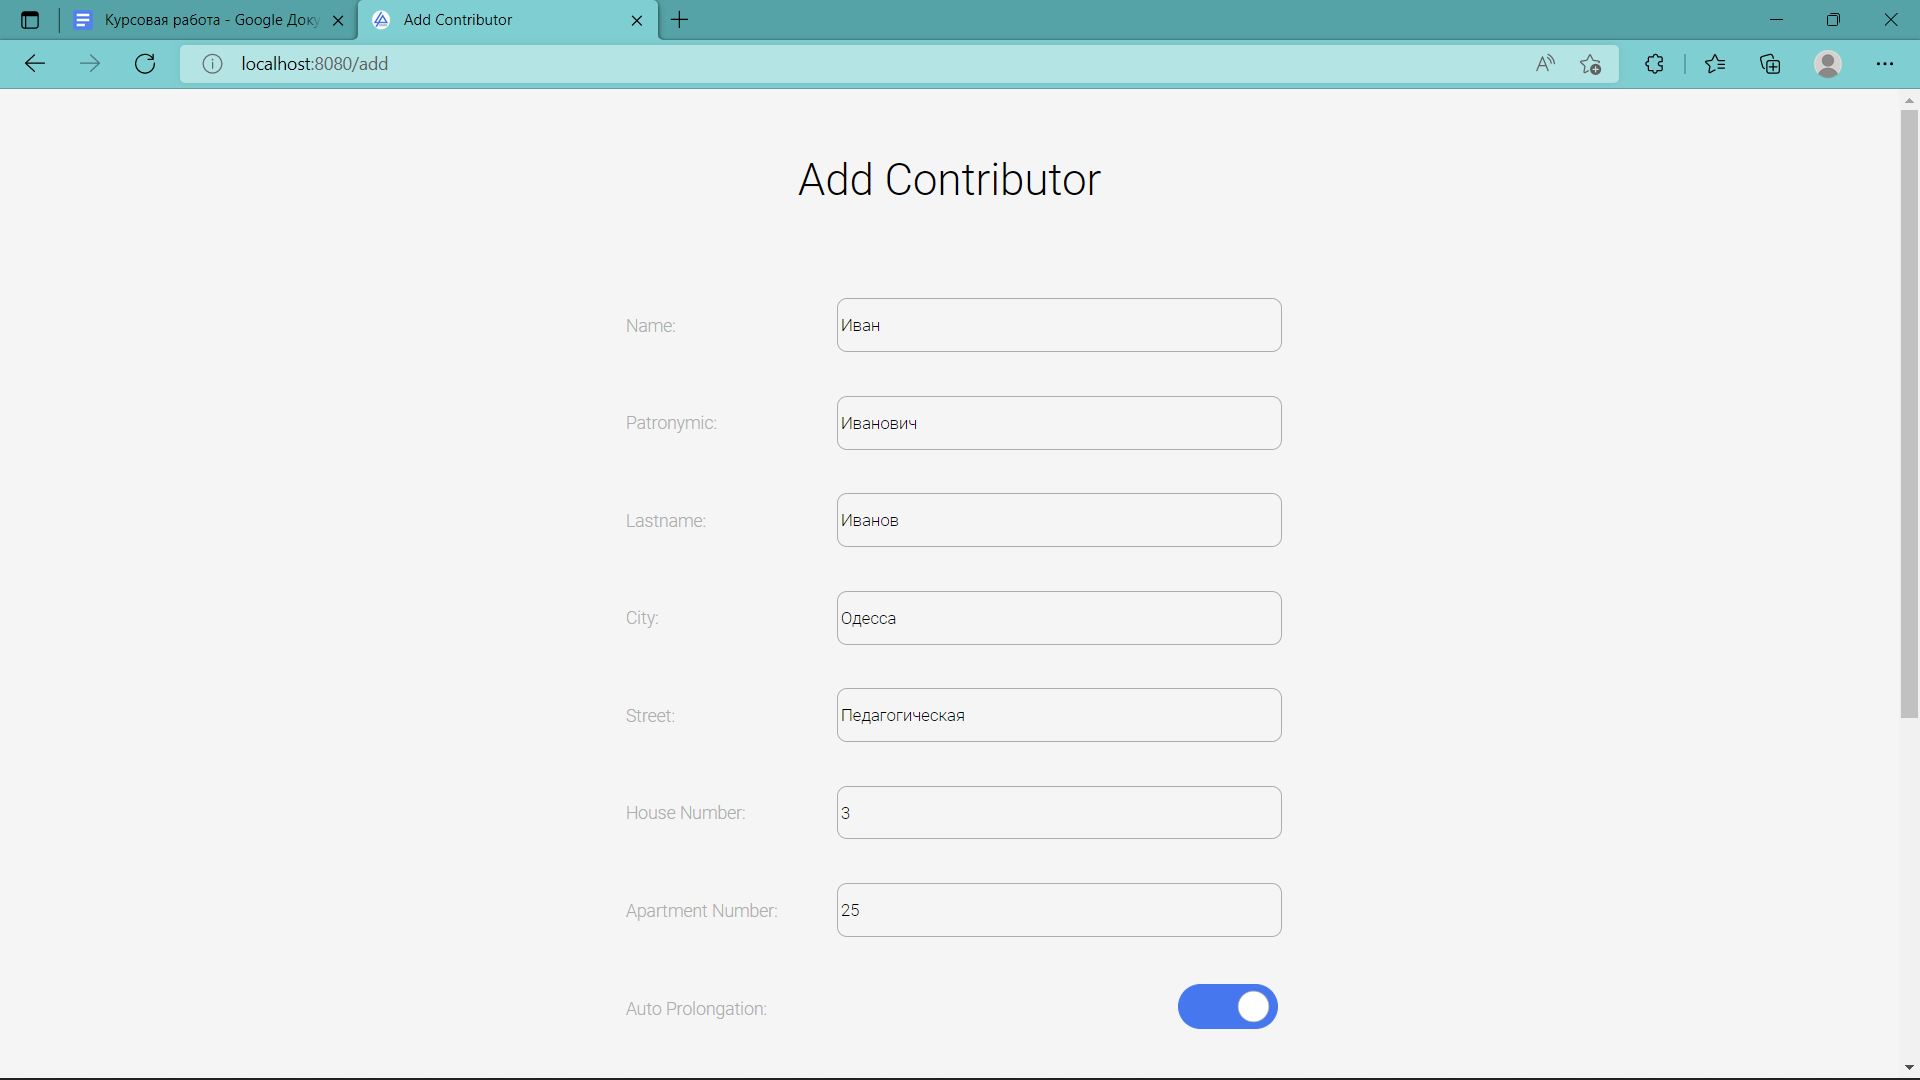 Курсовая работа - Google Доку
Add Contributor
localhost:8080/add
Add Contributor
Name:
Иван
Patronymic:
Иванович
Lastname:
Иванов
City:
Одесса
Street:
Педагогическая
House Number:
3
Apartment Number:
25
Auto Prolongation: